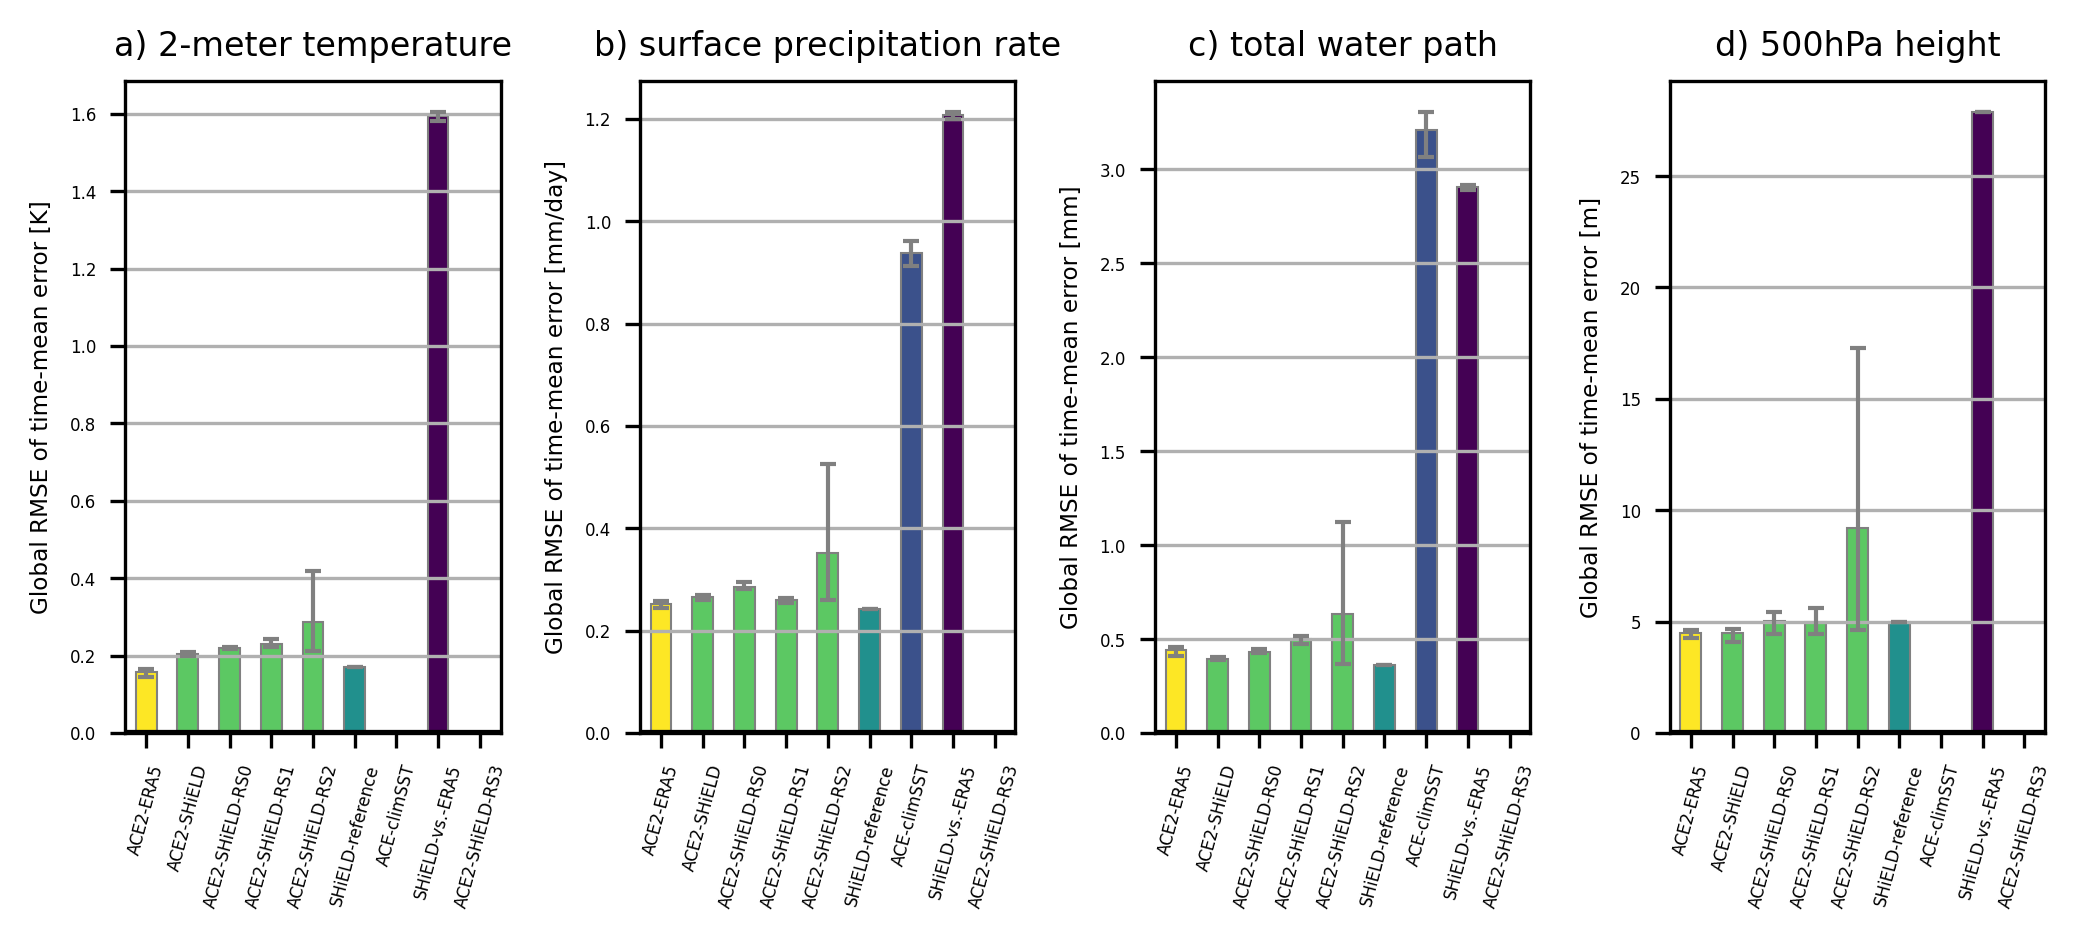 a) 2-meter temperature
Global RMSE of time-mean error [K]
1.6
1.4
1.2
1.0
0.8
0.6
0.4
0.2
0.0
ACE2-ERA5
ACE2-SHiELD
ACE2-SHiELD-RS0
ACE2-SHiELD-RS1
ACE2-SHiELD-RS2
SHiELD-reference
ACE-climSST
SHiELD-vs.-ERA5
ACE2-SHiELD-RS3
b) surface precipitation rate
Global RMSE of time-mean error [mm/day]
1.2
1.0
0.8
0.6
0.4
0.2
0.0
ACE2-ERA5
ACE2-SHiELD
ACE2-SHiELD-RS0
ACE2-SHiELD-RS1
ACE2-SHiELD-RS2
SHiELD-reference
ACE-climSST
SHiELD-vs.-ERA5
ACE2-SHiELD-RS3
c) total water path
Global RMSE of time-mean error [mm]
3.0
2.5
2.0
1.5
1.0
0.5
0.0
ACE2-ERA5
ACE2-SHiELD
ACE2-SHiELD-RS0
ACE2-SHiELD-RS1
ACE2-SHiELD-RS2
SHiELD-reference
ACE-climSST
SHiELD-vs.-ERA5
ACE2-SHiELD-RS3
d) 500hPa height
Global RMSE of time-mean error [m]
25
20
15
10
5
0
ACE2-ERA5
ACE2-SHiELD
ACE2-SHiELD-RS0
ACE2-SHiELD-RS1
ACE2-SHiELD-RS2
SHiELD-reference
ACE-climSST
SHiELD-vs.-ERA5
ACE2-SHiELD-RS3